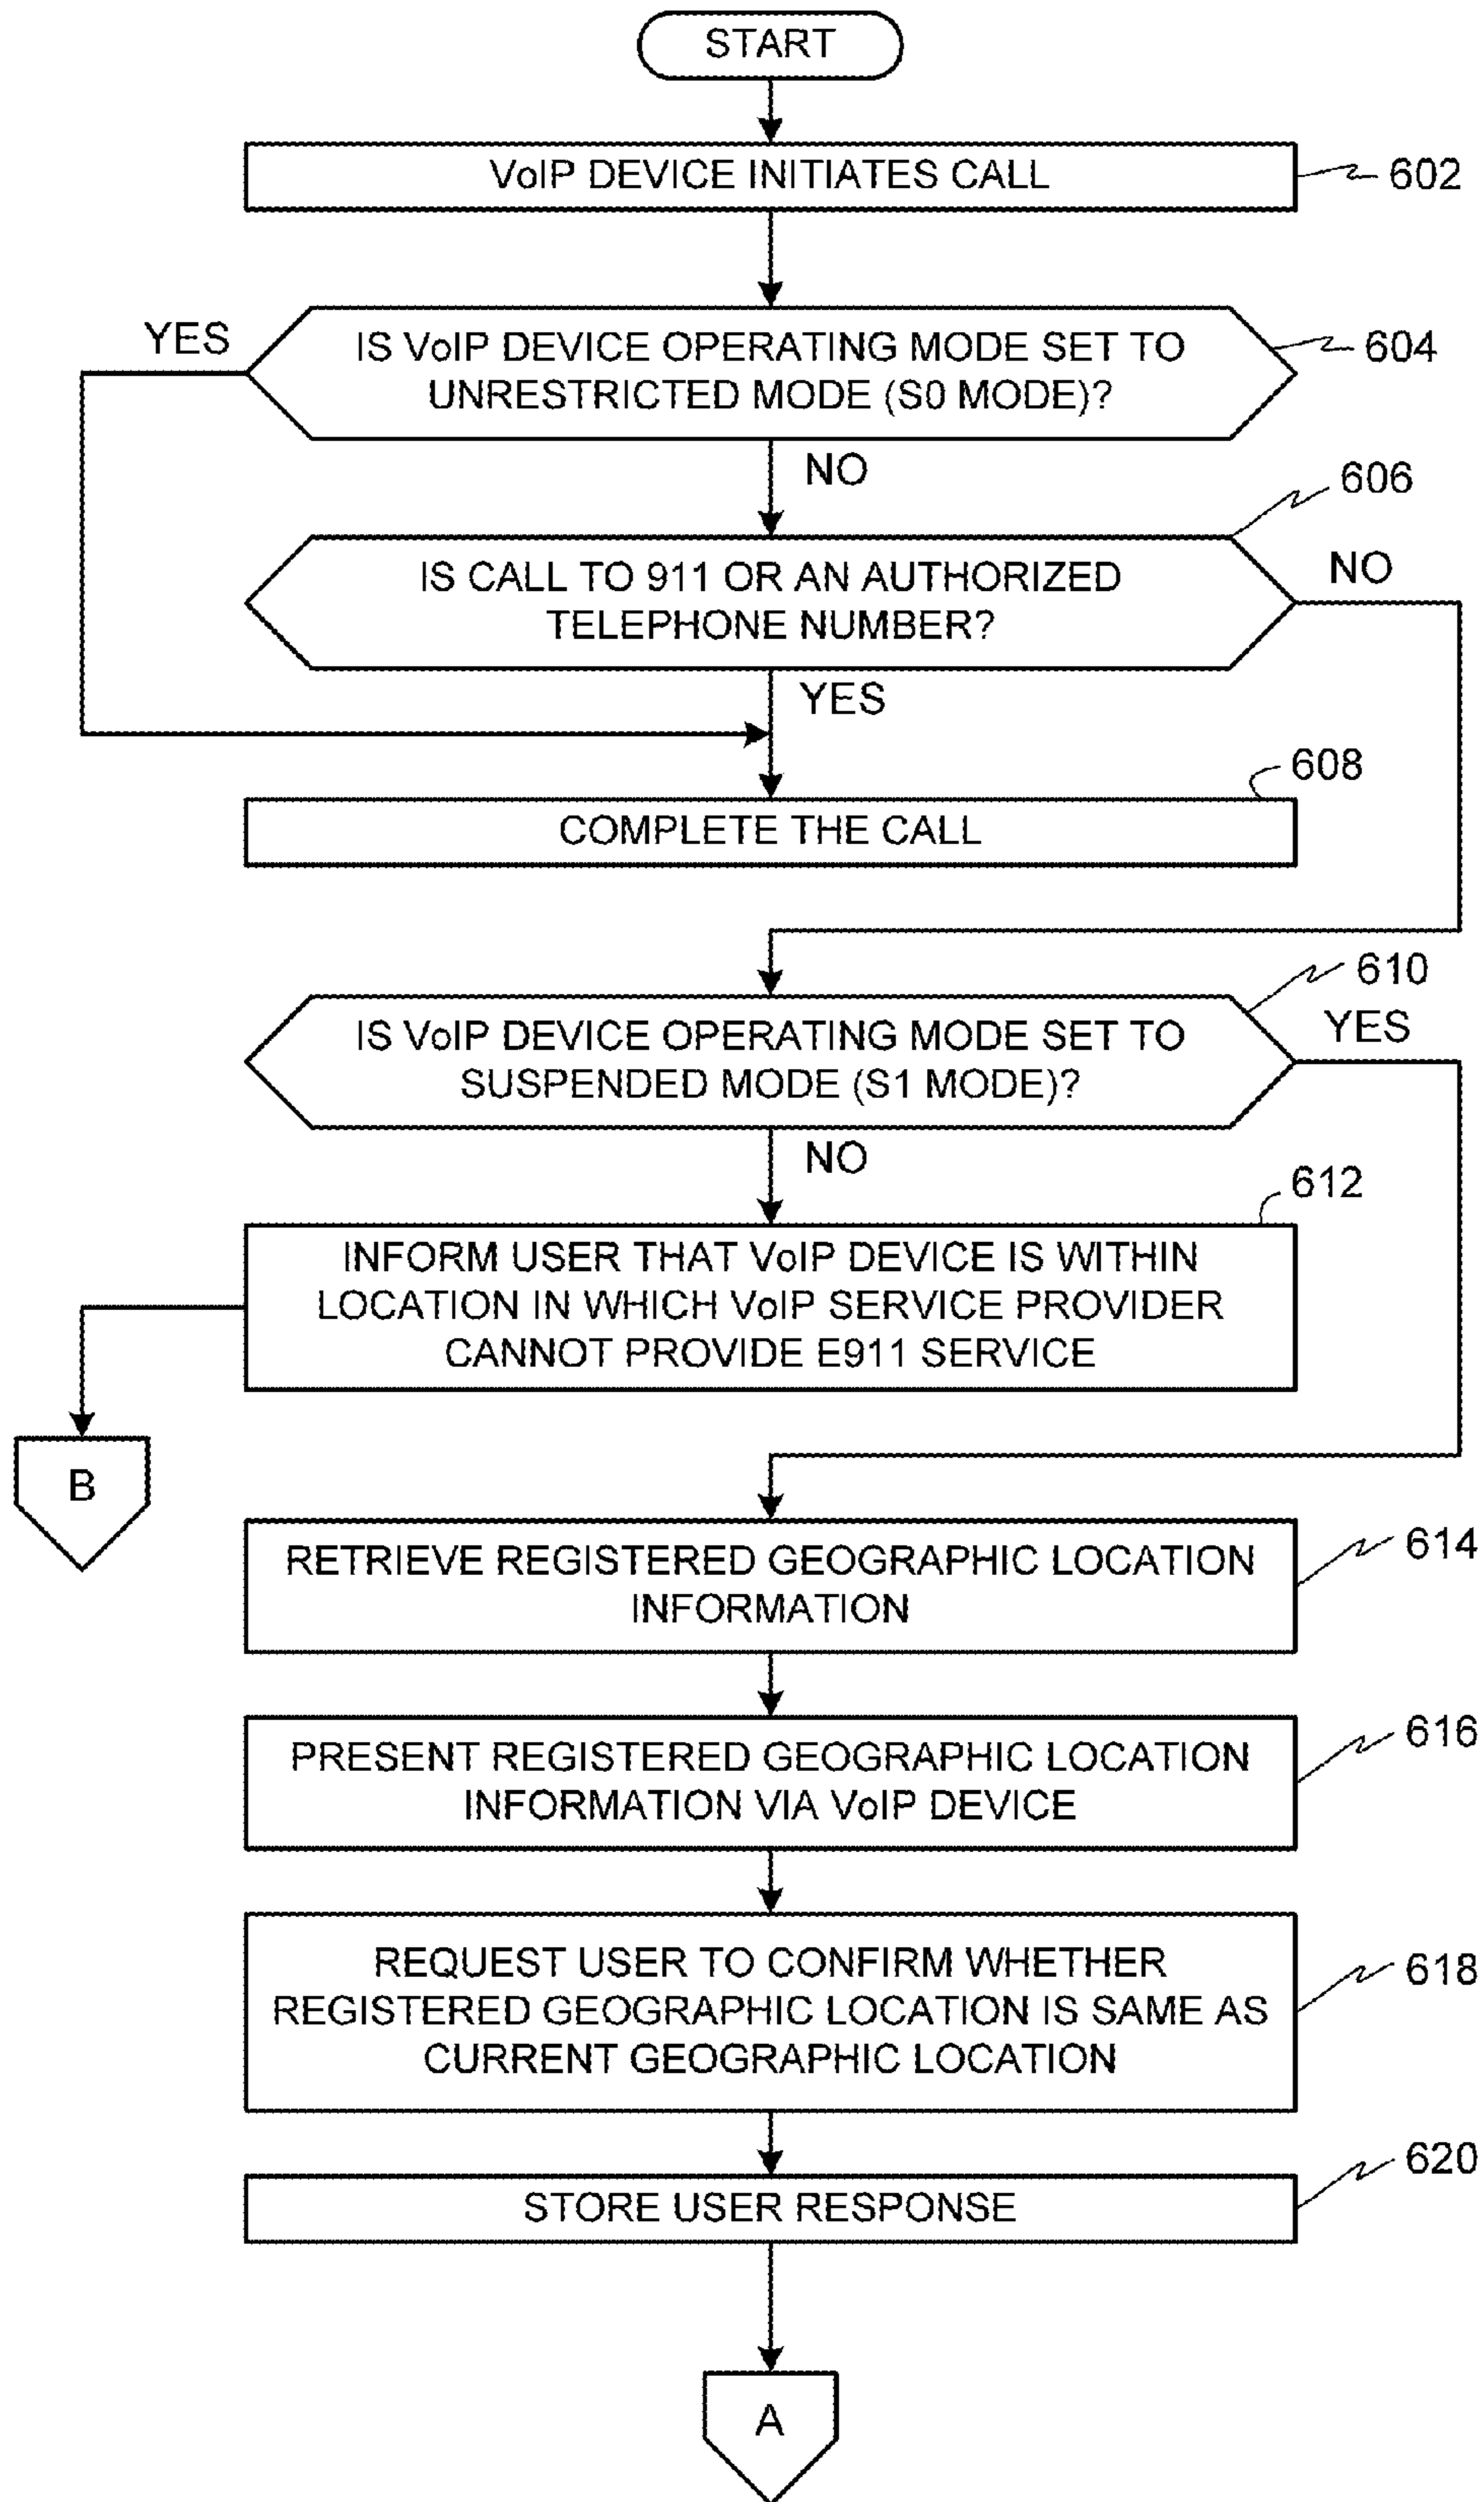 START
VoIP DEVICE INITIATES CALL
602
YES
IS VoIP DEVICE OPERATING MODE SET TO
UNRESTRICTED MODE (S0 MODE)?
604
NO
606
IS CALL TO 911 OR AN AUTHORIZED
TELEPHONE NUMBER?
NO
YES
608
COMPLETE THE CALL
610
IS VoIP DEVICE OPERATING MODE SET TO
SUSPENDED MODE (S1 MODE)?
YES
NO
612
INFORM USER THAT VoIP DEVICE IS WITHIN
LOCATION IN WHICH VoIP SERVICE PROVIDER
CANNOT PROVIDE E911 SERVICE
B
RETRIEVE REGISTERED GEOGRAPHIC LOCATION
INFORMATION
614
PRESENT REGISTERED GEOGRAPHIC LOCATION
INFORMATION VIA VoIP DEVICE
616
REQUEST USER TO CONFIRM WHETHER
REGISTERED GEOGRAPHIC LOCATION IS SAME AS
CURRENT GEOGRAPHIC LOCATION
618
STORE USER RESPONSE
620
A